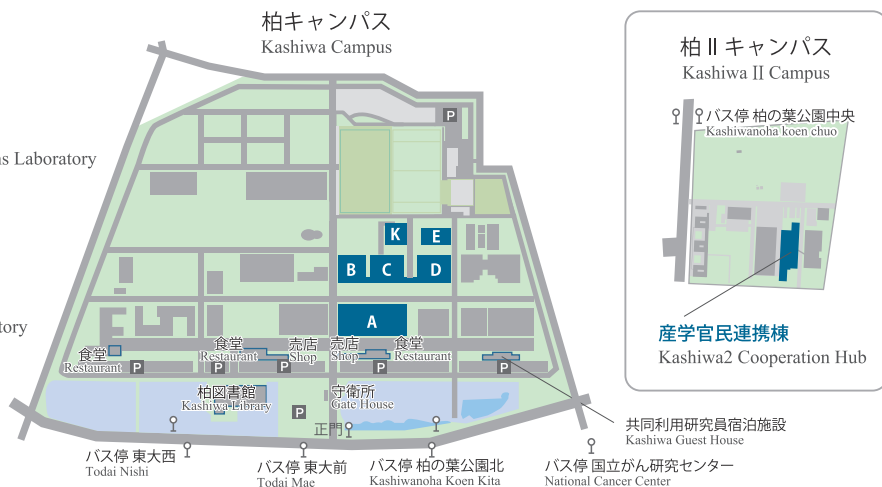 柏キャンパス
Kashiwa Campus
P
ns Laboratory
K
E
B
C
D
A
tory
食堂
Restaurant
食堂
Restaurant
売店
Shop
売店
Shop
食堂
Restaurant
P
P
P
P
P
柏図書館
Kashiwa Library
守衛所
Gate House
P
正門
共同利用研究員宿泊施設
Kashiwa Guest House
バス停 東大西
Todai Nishi
バス停 東大前
Todai Mae
バス停 柏の葉公園北
Kashiwanoha Koen Kita
バス停 国立がん研究センター
National Cancer Center
柏 II キャンパス
Kashiwa II Campus
バス停 柏の葉公園中央
Kashiwanoha koen chuo
産学官民連携棟
Kashiwa2 Cooperation Hub